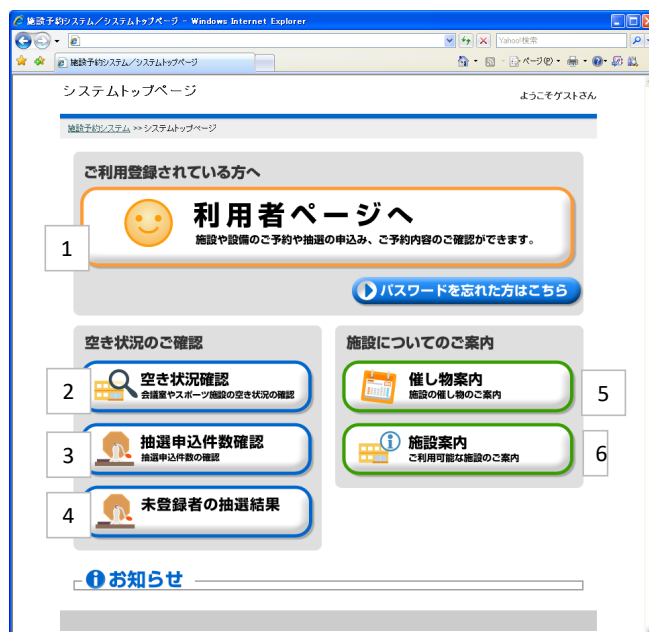 施設予約システム/システムトップページ - Windows Internet Explorer
Yahoo!検索
施設予約システム/システムトップページ
ページ(P)
システムトップページ
ようこそゲストさん
施設予約システム >> システムトップページ
ご利用登録されている方へ
利用者ページへ
施設や設備のご予約や抽選の申込み、ご予約内容のご確認ができます。
1
パスワードを忘れた方はこちら
空き状況のご確認
2
空き状況確認
会議室やスポーツ施設の空き状況の確認
3
抽選申込件数確認
抽選申込件数の確認
4
未登録者の抽選結果
施設についてのご案内
催し物案内
施設の催し物のご案内
5
施設案内
ご利用可能な施設のご案内
6
お知らせ